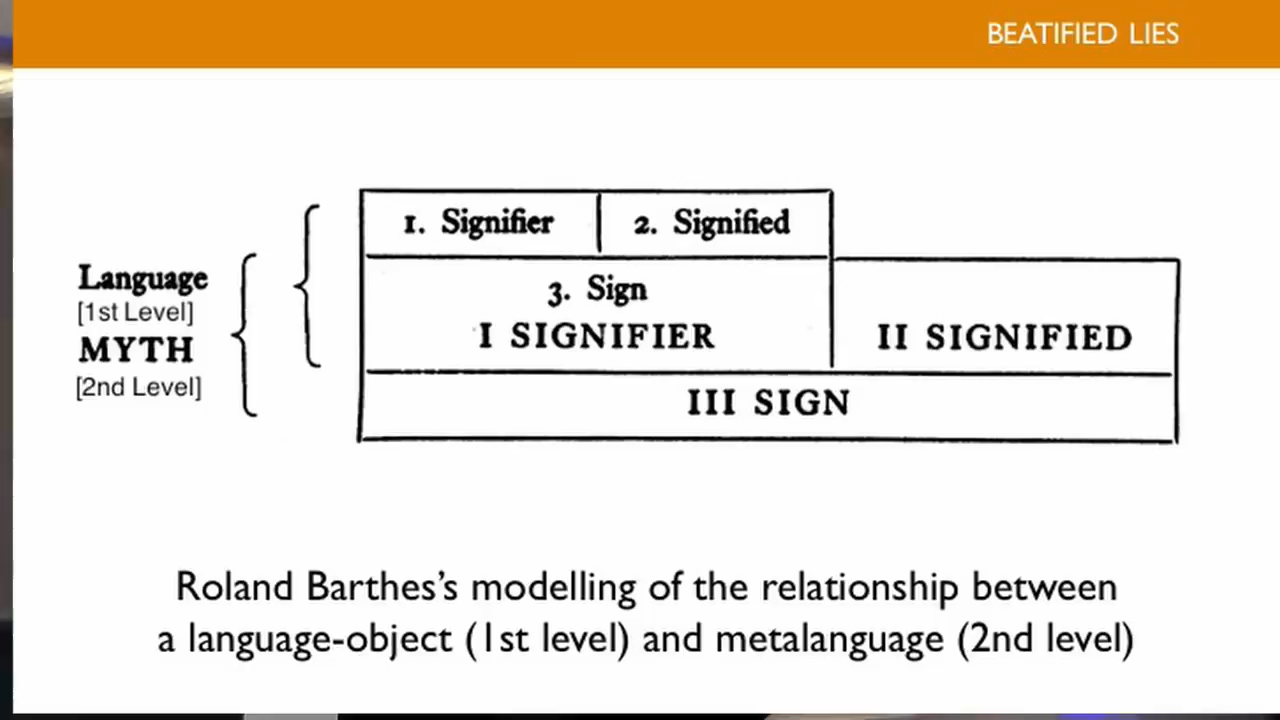 BEATIFIED LIES
1. Signifier
2. Signified
Language
[1st Level]
MYTH
[2nd Level]
3. Sign
I SIGNIFIER
II SIGNIFIED
III SIGN
Roland Barthes’s modelling of the relationship between
a language-object (1st level) and metalanguage (2nd level)